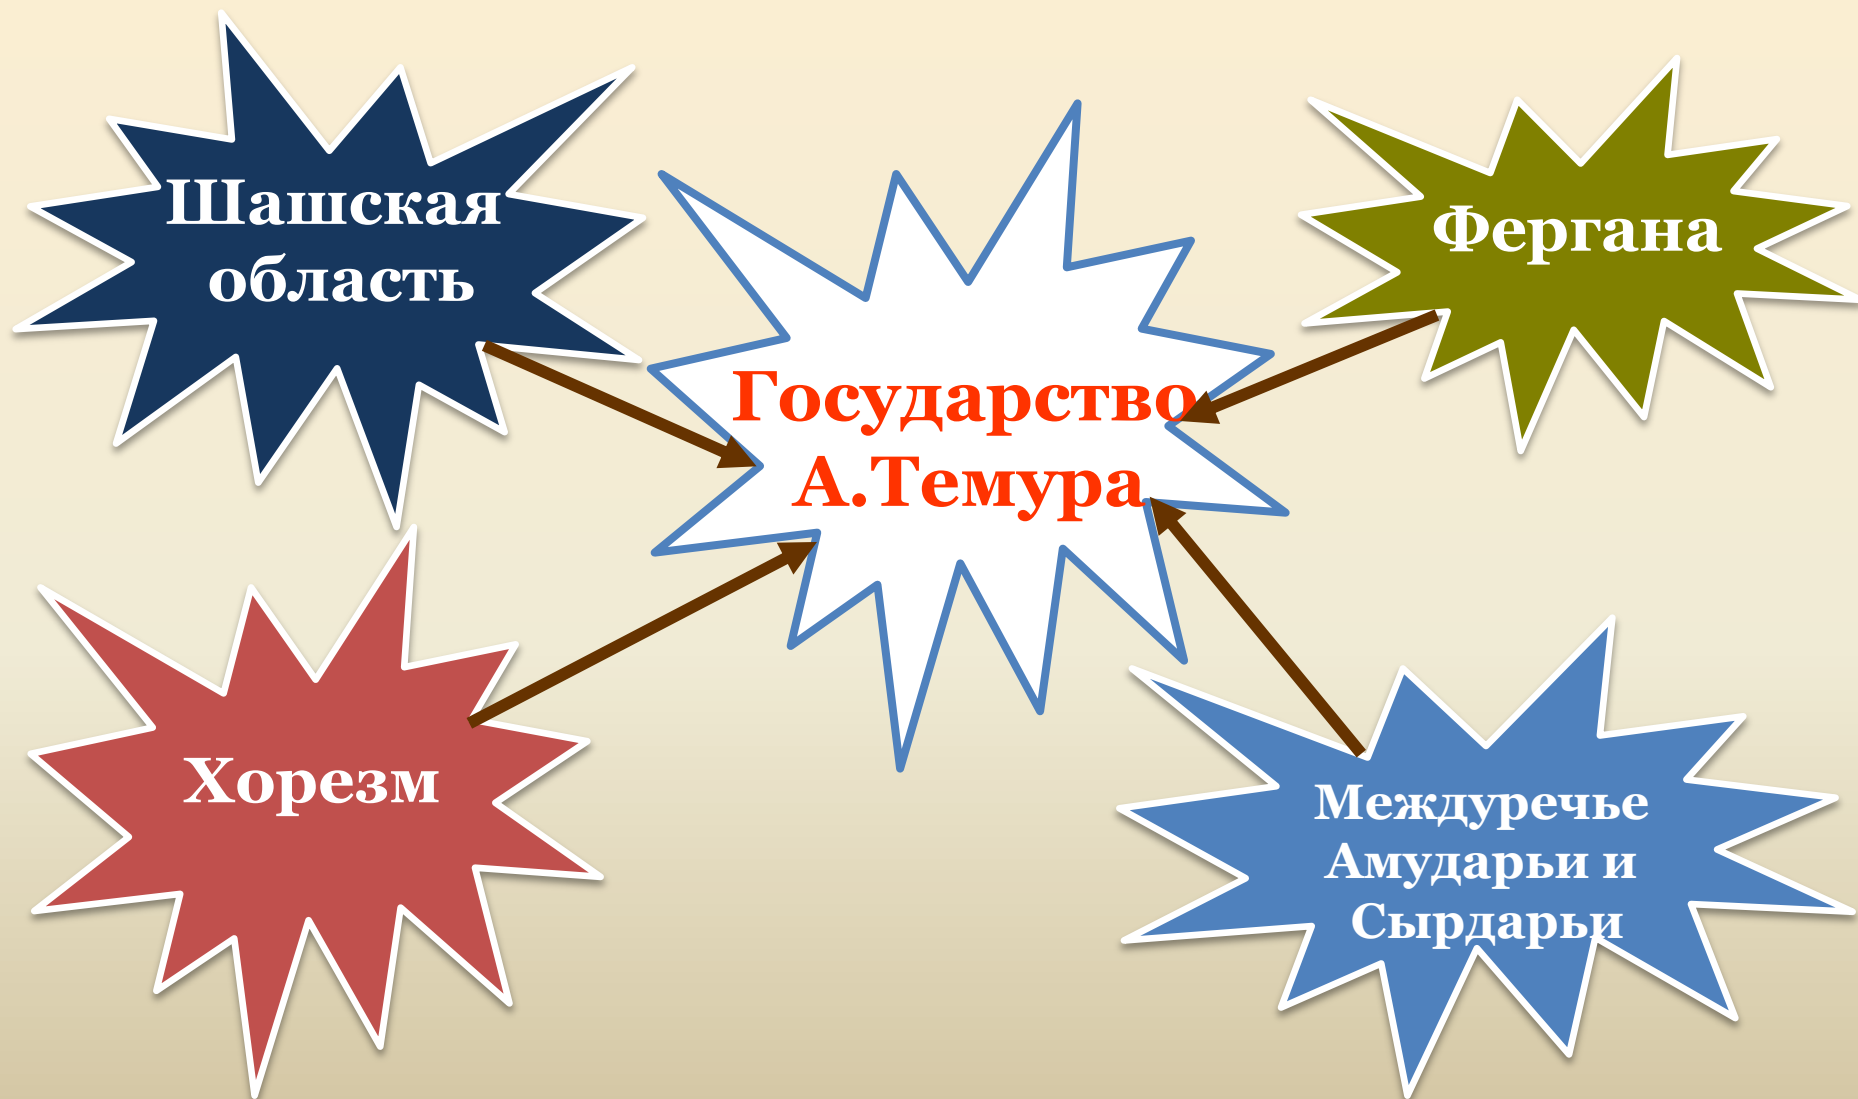 Шашская
область
Государство
А.Темура
Фергана
Хорезм
Междуречье
Амударьи и
Сырдарьи